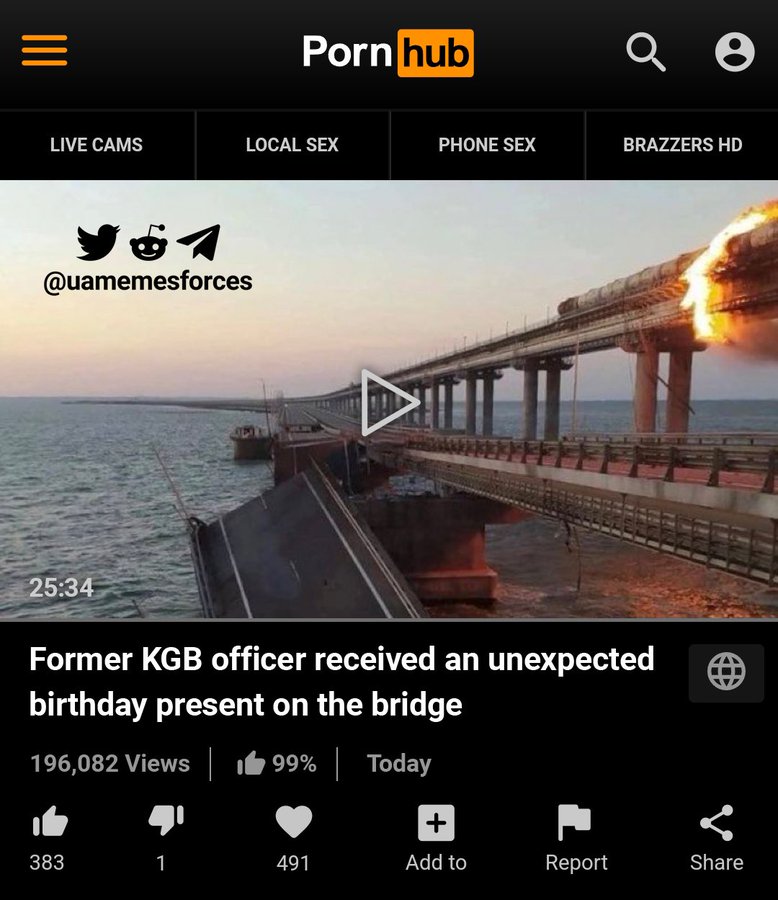 Porn hub
LIVE CAMS LOCAL SEX PHONE SEX BRAZZERS HD
@uamemesforces
25:34
Former KGB officer received an unexpected
birthday present on the bridge
196,082 Views 99% Today
383 1 491 Add to Report Share